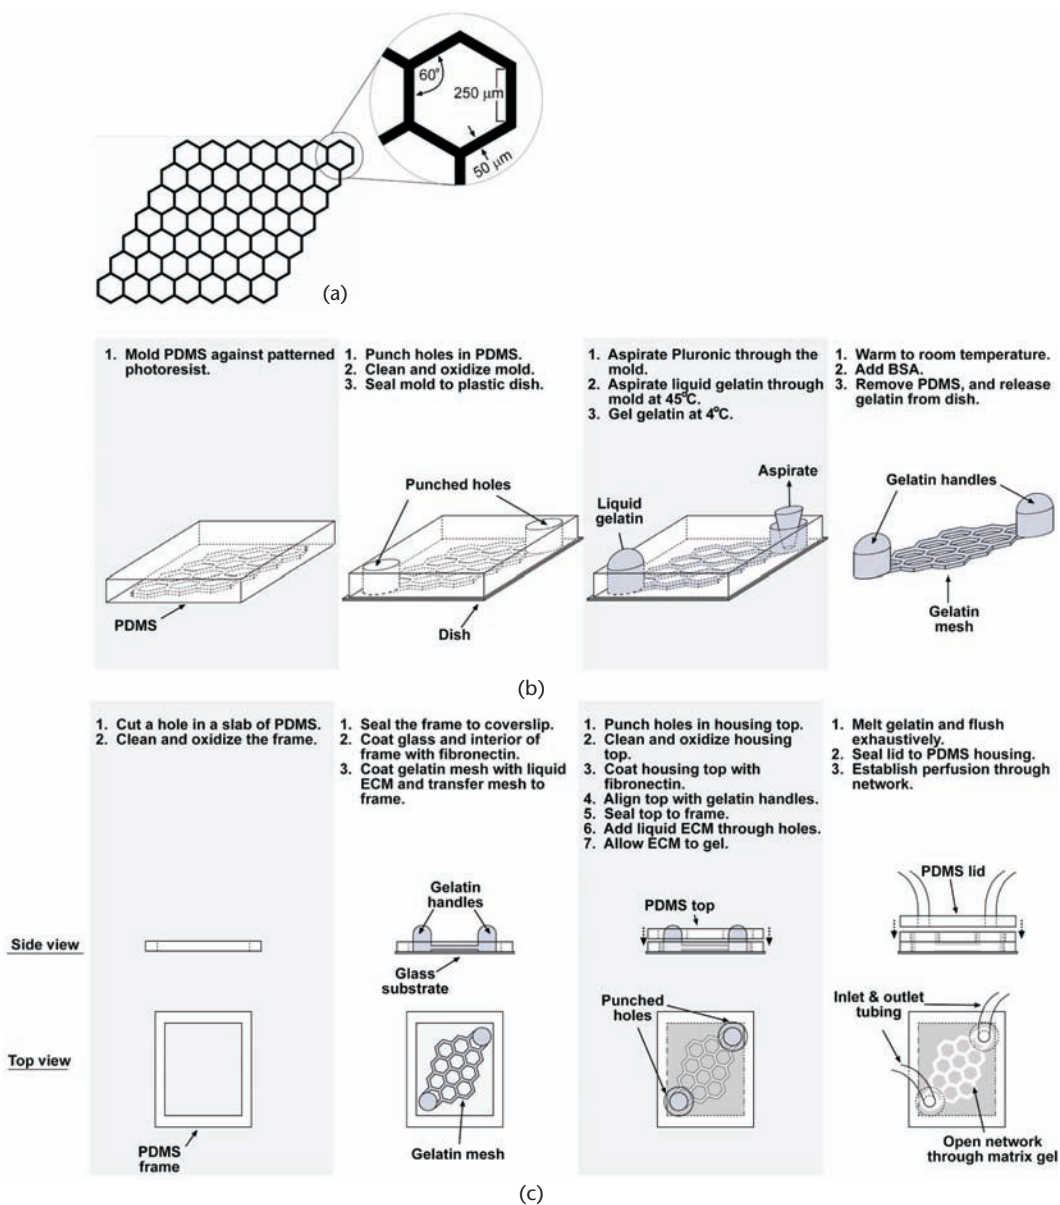 60°
250 μm
50 μm
(a)
1. Mold PDMS against patterned
photoresist.
1. Punch holes in PDMS.
2. Clean and oxidize mold.
3. Seal mold to plastic dish.
1. Aspirate Pluronic through the
mold.
2. Aspirate liquid gelatin through
mold at 45°C.
3. Gel gelatin at 4°C.
1. Warm to room temperature.
2. Add BSA.
3. Remove PDMS, and release
gelatin from dish.
PDMS
Punched holes
Dish
Liquid
gelatin
Aspirate
Gelatin handles
Gelatin
mesh
(b)
1. Cut a hole in a slab of PDMS.
2. Clean and oxidize the frame.
1. Seal the frame to coverslip.
2. Coat glass and interior of
frame with fibronectin.
3. Coat gelatin mesh with liquid
ECM and transfer mesh to
frame.
1. Punch holes in housing top.
2. Clean and oxidize housing
top.
3. Coat housing top with
fibronectin.
4. Align top with gelatin handles.
5. Seal top to frame.
6. Add liquid ECM through holes.
7. Allow ECM to gel.
1. Melt gelatin and flush
exhaustively.
2. Seal lid to PDMS housing.
3. Establish perfusion through
network.
Side view
Gelatin
handles
Glass
substrate
PDMS top
PDMS lid
Top view
PDMS
frame
Gelatin mesh
Punched
holes
Inlet & outlet
tubing
Open network
through matrix gel
(c)